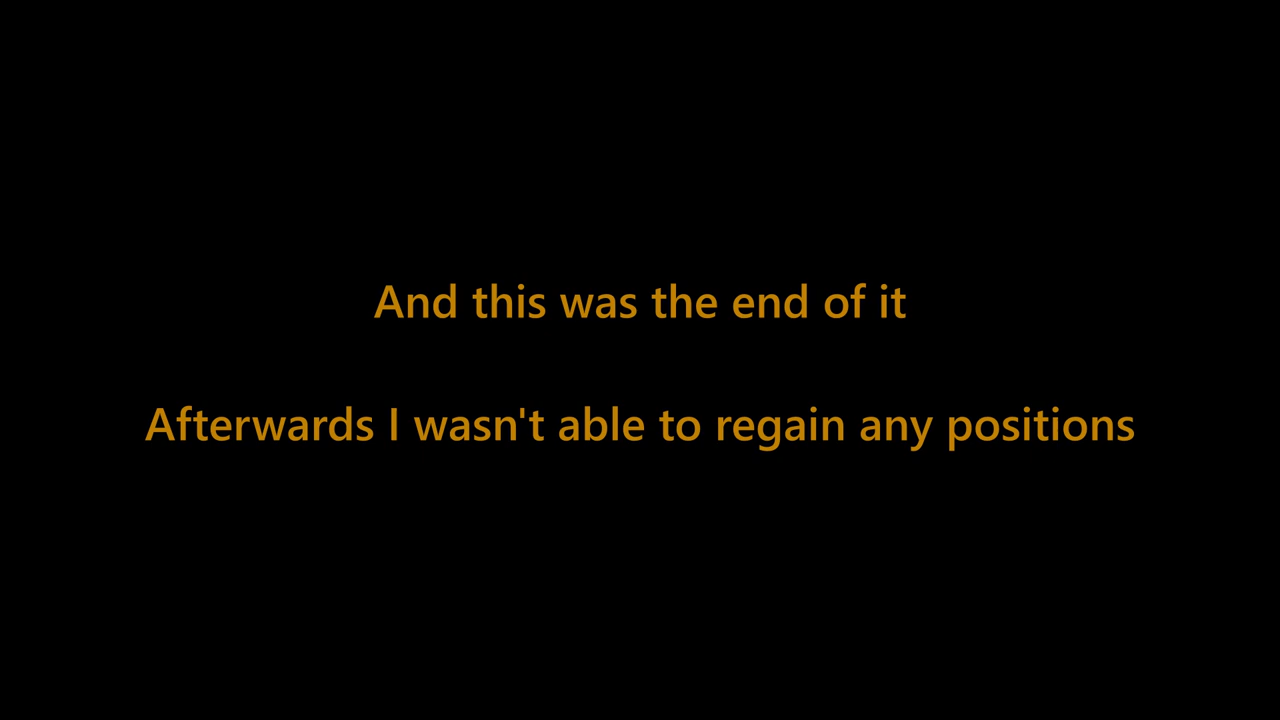 And this was the end of it
Afterwards I wasn't able to regain any positions